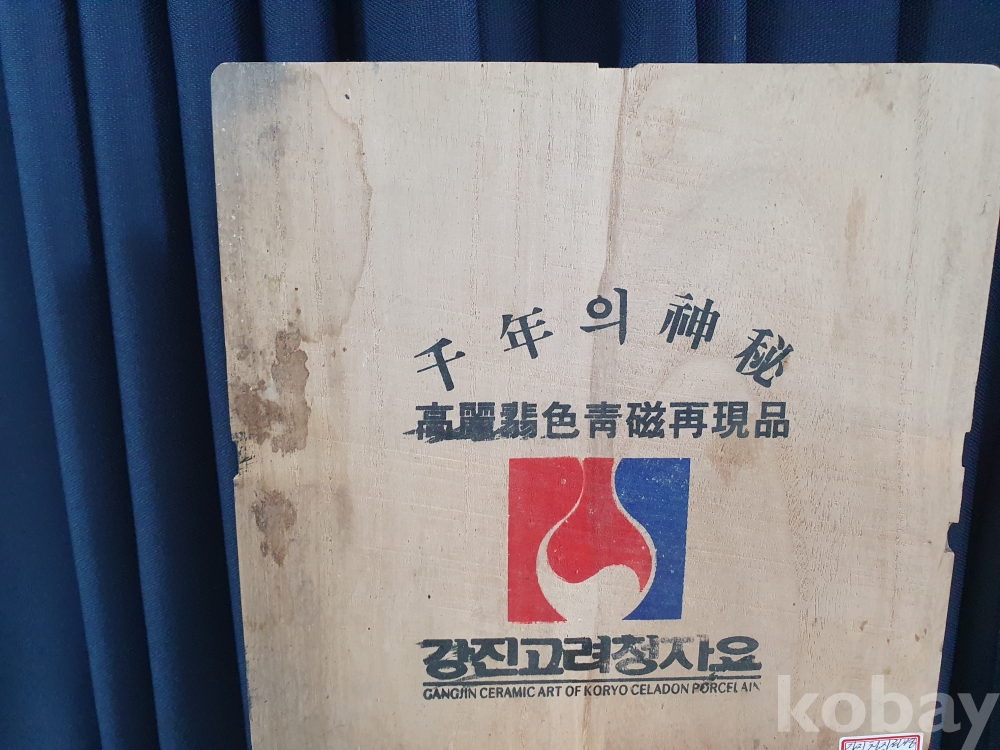 千年의神秘
高麗翡色青磁再現品
강진고려청자요
GANGJIN CERAMIC ART OF KORYO CELADON PORCELAIN
kobay